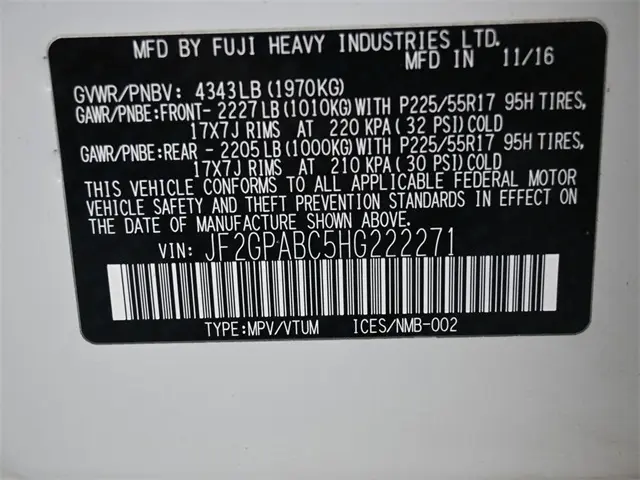 MFD BY FUJI HEAVY INDUSTRIES LTD.
MFD IN 11/16
GVWR/PNBV: 4343LB(1970KG)
GAWR/PNBE:FRONT- 2227LB(1010KG)WITH P225/55R17 95H TIRES,
17X7J RIMS AT 220 KPA(32 PSI)COLD
GAWR/PNBE:REAR - 2205LB(1000KG)WITH P225/55R17 95H TIRES,
17X7J RIMS AT 210 KPA(30 PSI)COLD
THIS VEHICLE CONFORMS TO ALL APPLICABLE FEDERAL MOTOR
VEHICLE SAFETY AND THEFT PREVENTION STANDARDS IN EFFECT ON
THE DATE OF MANUFACTURE SHOWN ABOVE.
VIN: JF2GPABC5HG222271
TYPE:MPV/VTUM ICES/NMB-002